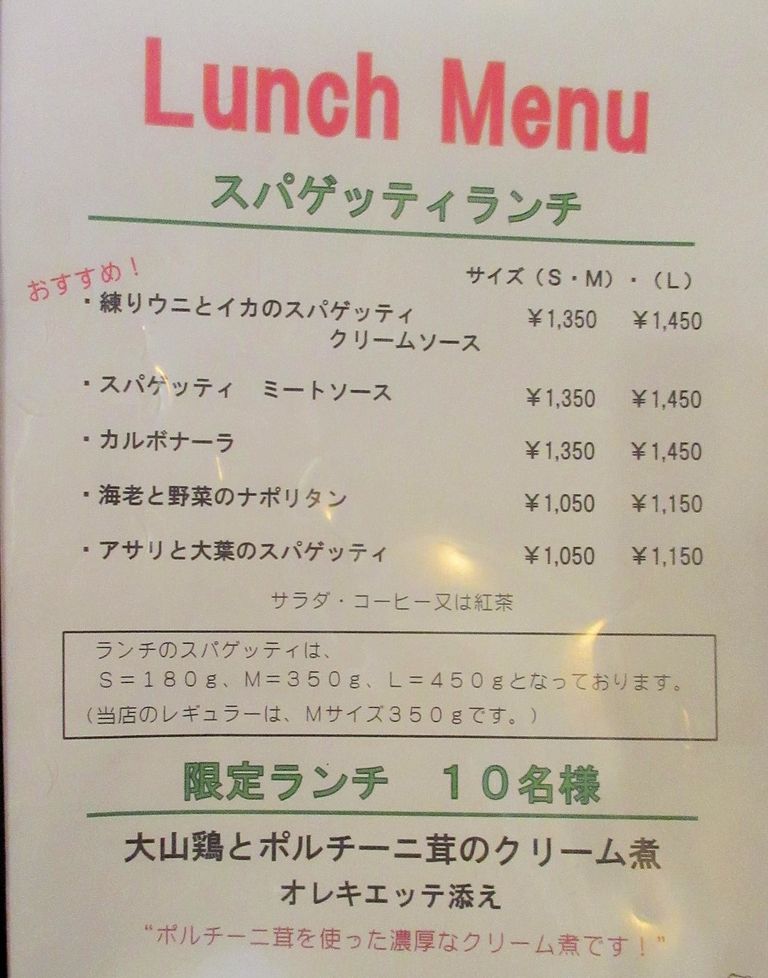 Lunch Menu
スパゲッティランチ
おすすめ！
サイズ（Ｓ・Ｍ）・（Ｌ）
・練りウニとイカのスパゲッティ ￥1,350 ￥1,450
クリームソース
・スパゲッティ　ミートソース ￥1,350 ￥1,450
・カルボナーラ ￥1,350 ￥1,450
・海老と野菜のナポリタン ￥1,050 ￥1,150
・アサリと大葉のスパゲッティ ￥1,050 ￥1,150
サラダ・コーヒー又は紅茶
ランチのスパゲッティは、
Ｓ＝１８０ｇ、Ｍ＝３５０ｇ、Ｌ＝４５０ｇとなっております。
（当店のレギュラーは、Ｍサイズ３５０ｇです。）
限定ランチ　１０名様
大山鶏とポルチーニ茸のクリーム煮
オレキエッテ添え
“ポルチーニ茸を使った濃厚なクリーム煮です！”